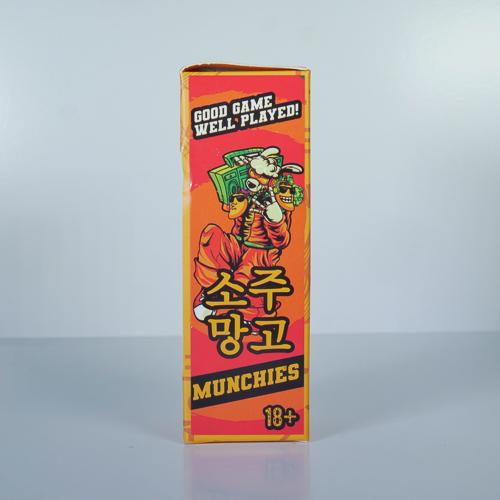 GOOD GAME
WELL PLAYED!
소주
망고
MUNCHIES
18+